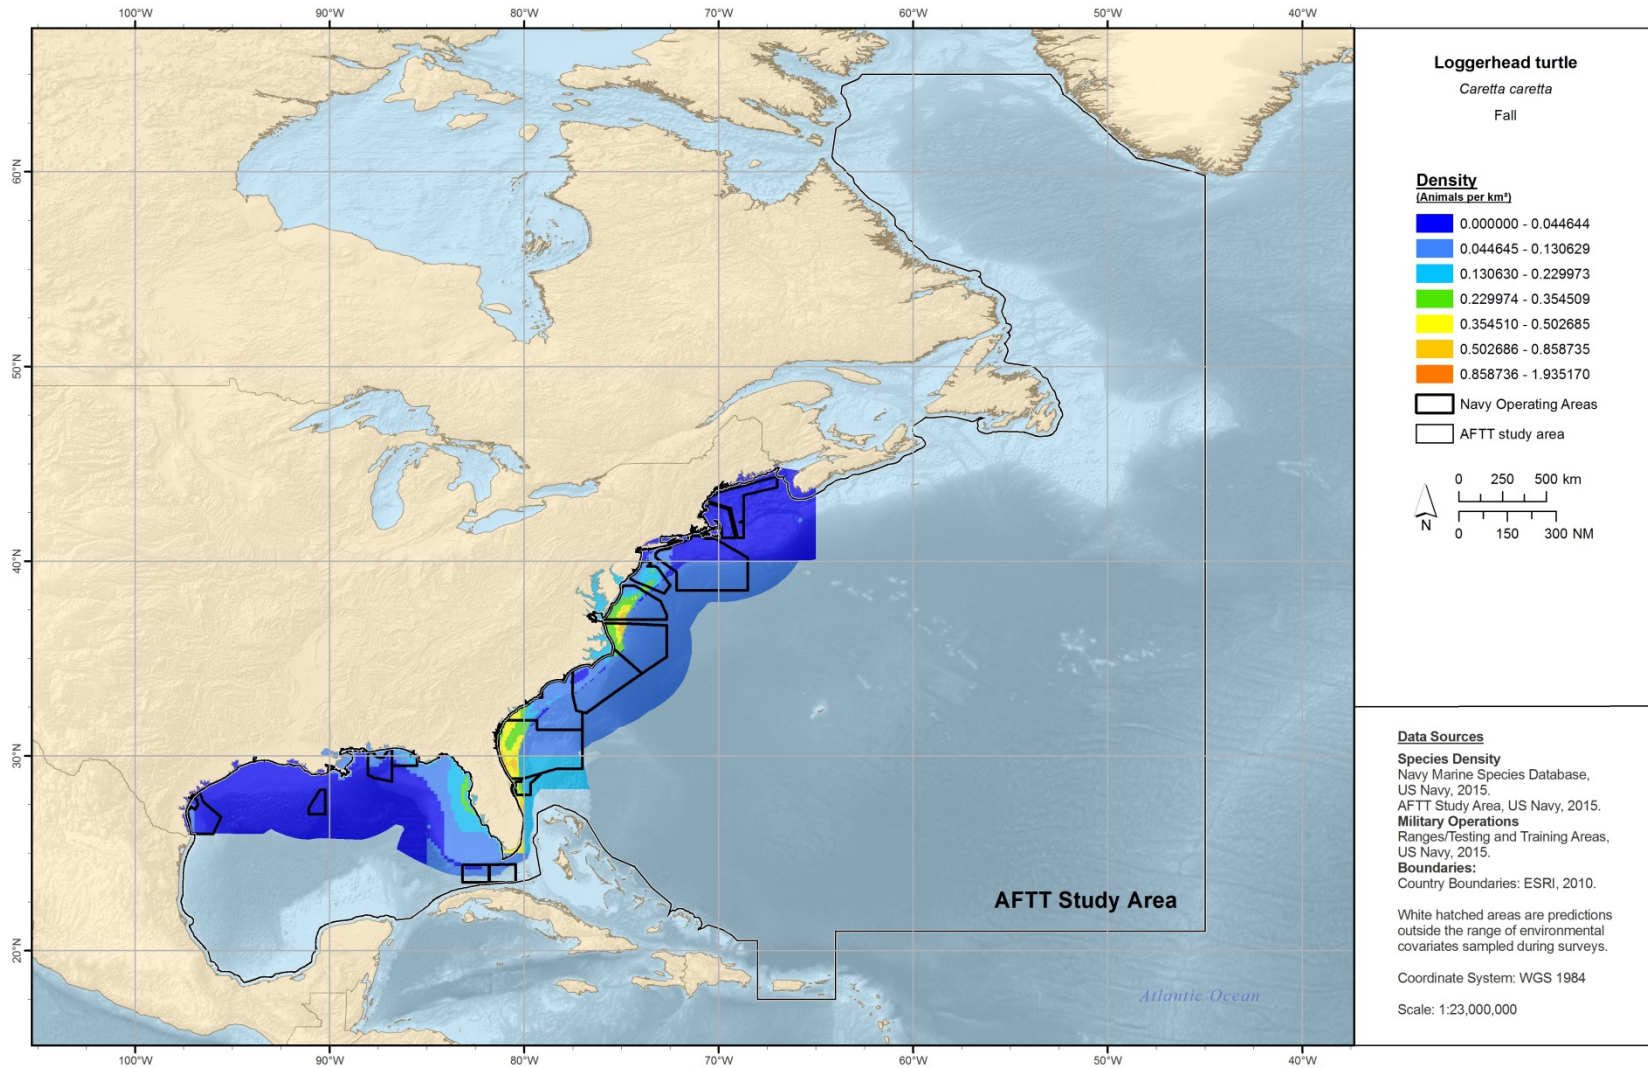 100°W 90°W 80°W 70°W 60°W 50°W 40°W
60°N
50°N
40°N
30°N
20°N
AFTT Study Area
Atlantic Ocean
100°W 90°W 80°W 70°W 60°W 50°W 40°W
Loggerhead turtle
Caretta caretta
Fall
Density
(Animals per km²)
0.000000 - 0.044644
0.044645 - 0.130629
0.130630 - 0.229973
0.229974 - 0.354509
0.354510 - 0.502685
0.502686 - 0.858735
0.858736 - 1.935170
Navy Operating Areas
AFTT study area
N
0 250 500 km
0 150 300 NM
Data Sources
Species Density
Navy Marine Species Database,
US Navy, 2015.
AFTT Study Area, US Navy, 2015.
Military Operations
Ranges/Testing and Training Areas,
US Navy, 2015.
Boundaries:
Country Boundaries: ESRI, 2010.
White hatched areas are predictions
outside the range of environmental
covariates sampled during surveys.
Coordinate System: WGS 1984
Scale: 1:23,000,000